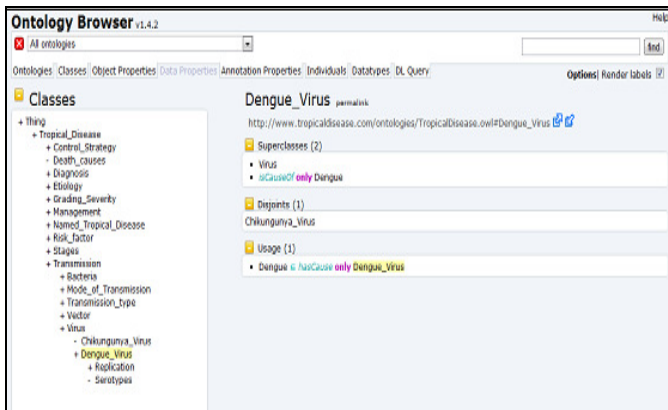 Ontology Browser v1.4.2
Help
All ontologies
find
Ontologies Classes Object Properties Data Properties Annotation Properties Individuals Datatypes DL Query
Options| Render labels
Classes
+ Thing
+ Tropical_Disease
+ Control_Strategy
- Death_causes
+ Diagnosis
+ Etiology
+ Grading_Severity
+ Management
+ Named_Tropical_Disease
+ Risk_factor
+ Stages
+ Transmission
+ Bacteria
+ Mode_of_Transmission
+ Transmission_type
+ Vector
+ Virus
- Chikungunya_Virus
+ Dengue_Virus
+ Replication
- Serotypes
Dengue_Virus permalink
http://www.tropicaldisease.com/ontologies/TropicalDisease.owl#Dengue_Virus
Superclasses (2)
▪ Virus
▪ isCauseOf only Dengue
Disjoints (1)
Chikungunya_Virus
Usage (1)
▪ Dengue ⊑ hasCause only Dengue_Virus